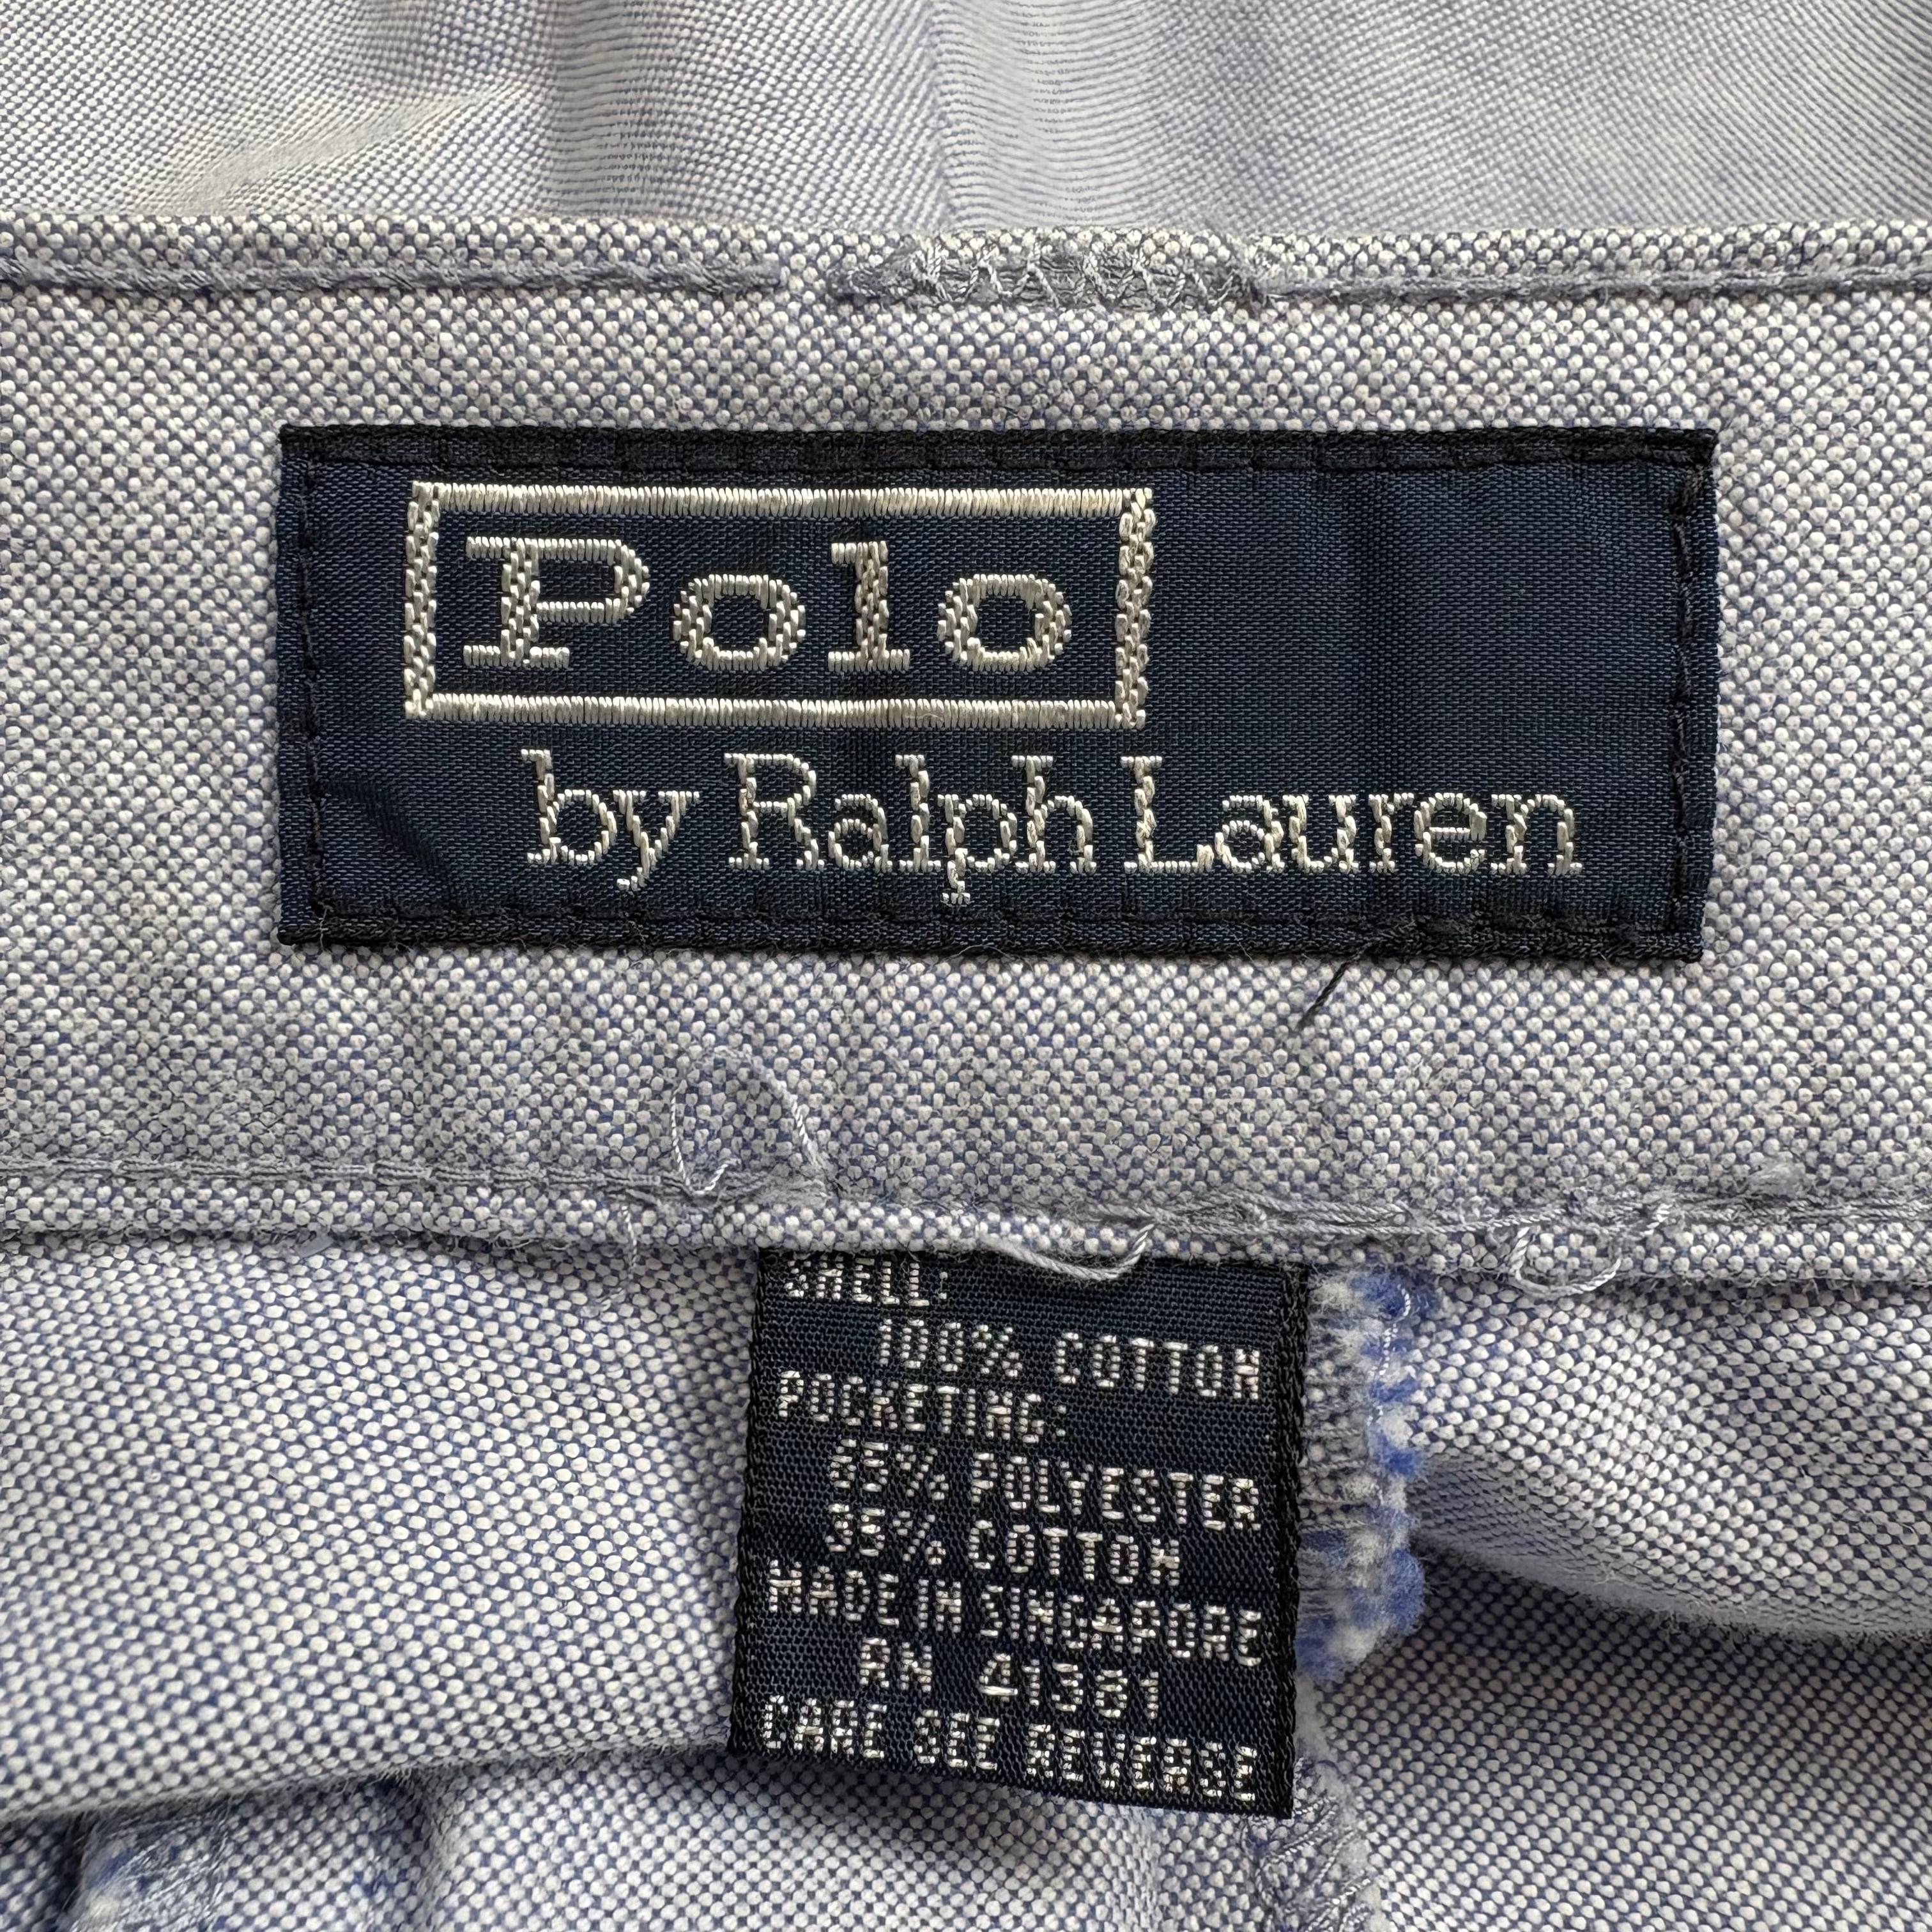 Polo
by Ralph Lauren
SHELL:
100% COTTON
POCKETING:
65% POLYESTER
35% COTTON
MADE IN SINGAPORE
RN 41381
CARE SEE REVERSE